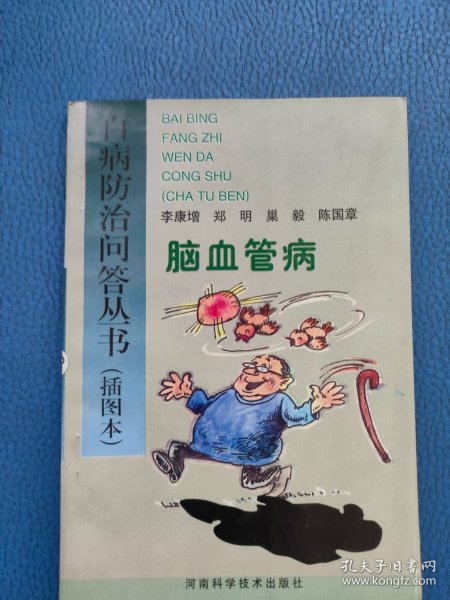 百病防治问答丛书(插图本)
BAI BING
FANG ZHI
WEN DA
CONG SHU
(CHA TU BEN)
李康增 郑明 巢毅 陈国章
脑血管病
河南科学技术出版社
孔夫子旧书网
www.kongfz.com